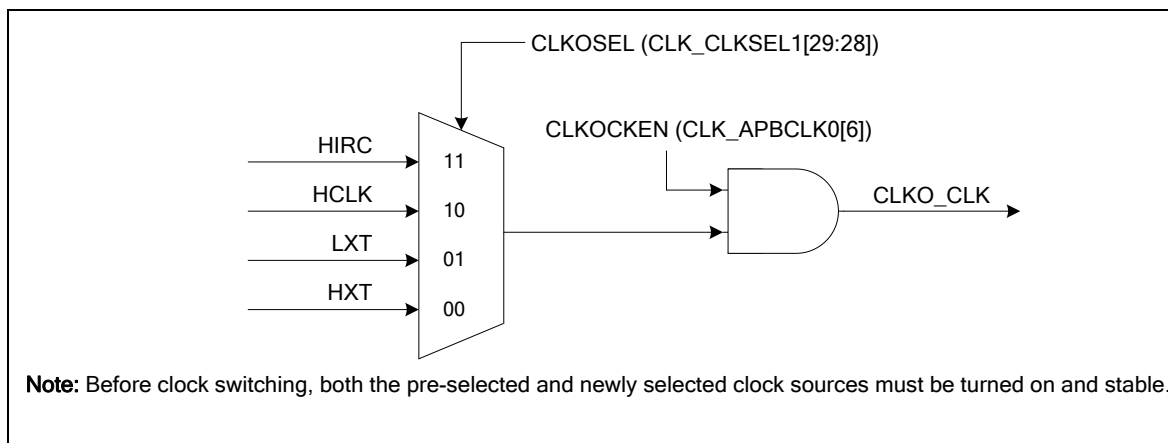 CLKOSEL (CLK_CLKSEL1[29:28])
CLKOCKEN (CLK_APBCLK0[6])
HIRC
11
HCLK
10
CLKO_CLK
LXT
01
HXT
00
Note: Before clock switching, both the pre-selected and newly selected clock sources must be turned on and stable.